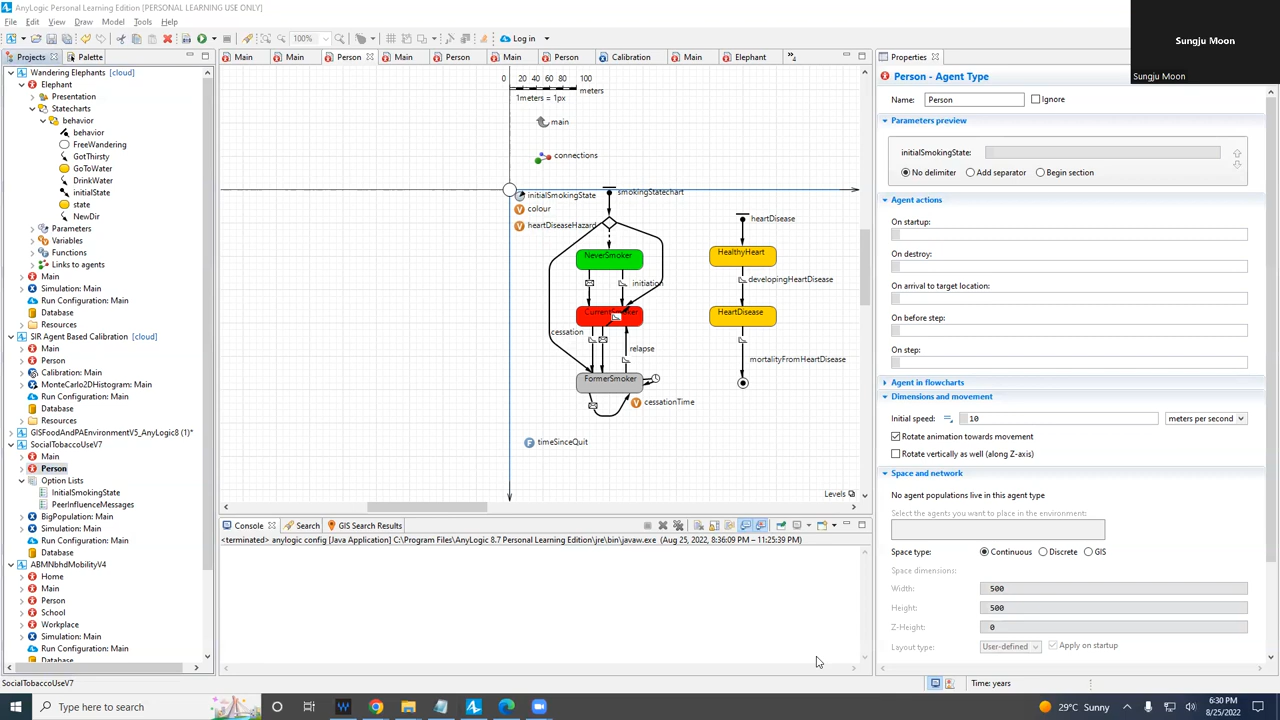 AnyLogic Personal Learning Edition (PERSONAL LEARNING USE ONLY)
File Edit View Draw Model Tools Help
100% Log in
Projects Palette
Main Main Person Main Person Main Person Calibration Main Elephant
Wandering Elephants [cloud]
Elephant
Presentation
Statecharts
behavior
behavior
FreeWandering
GotThirsty
GoToWater
DrinkWater
initialState
state
NewDir
Parameters
Variables
Functions
Links to agents
Main
Simulation: Main
Run Configuration: Main
Database
Resources
SIR Agent Based Calibration [cloud]
Main
Person
Calibration: Main
MonteCarlo2DHistogram: Main
Run Configuration: Main
Database
Resources
GISFoodAndPAEnvironmentV5_AnyLogic8 (1)*
SocialTobaccoUseV7
Main
Person
Option Lists
InitialSmokingState
PeerInfluenceMessages
BigPopulation: Main
Simulation: Main
Run Configuration: Main
Database
ABMNbhdMobilityV4
Home
Main
Person
School
Workplace
Simulation: Main
Run Configuration: Main
Database
SocialTobaccoUseV7
0 20 40 60 80 100
meters
1meters = 1px
main
connections
initialSmokingState
smokingStatechart
colour
heartDiseaseHazard
NeverSmoker
initiation
CurrentSmoker
cessation
relapse
FormerSmoker
cessationTime
timeSinceQuit
heartDisease
HealthyHeart
developingHeartDisease
HeartDisease
mortalityFromHeartDisease
Levels
Console Search GIS Search Results
<terminated> anylogic config [Java Application] C:\Program Files\AnyLogic 8.7 Personal Learning Edition\jre\bin\javaw.exe (Aug 25, 2022, 8:36:09 PM – 11:25:39 PM)
Properties
Person - Agent Type
Name: Person Ignore
Parameters preview
initialSmokingState:
No delimiter Add separator Begin section
Agent actions
On startup:
On destroy:
On arrival to target location:
On before step:
On step:
Agent in flowcharts
Dimensions and movement
Initial speed: 10 meters per second
Rotate animation towards movement
Rotate vertically as well (along Z-axis)
Space and network
No agent populations live in this agent type
Select the agents you want to place in the environment:
Space type: Continuous Discrete GIS
Space dimensions:
Width: 500
Height: 500
Z-Height: 0
Layout type: User-defined Apply on startup
Time: years
Sungju Moon
Sungju Moon
Type here to search
29°C Sunny
6:30 PM
8/25/2022